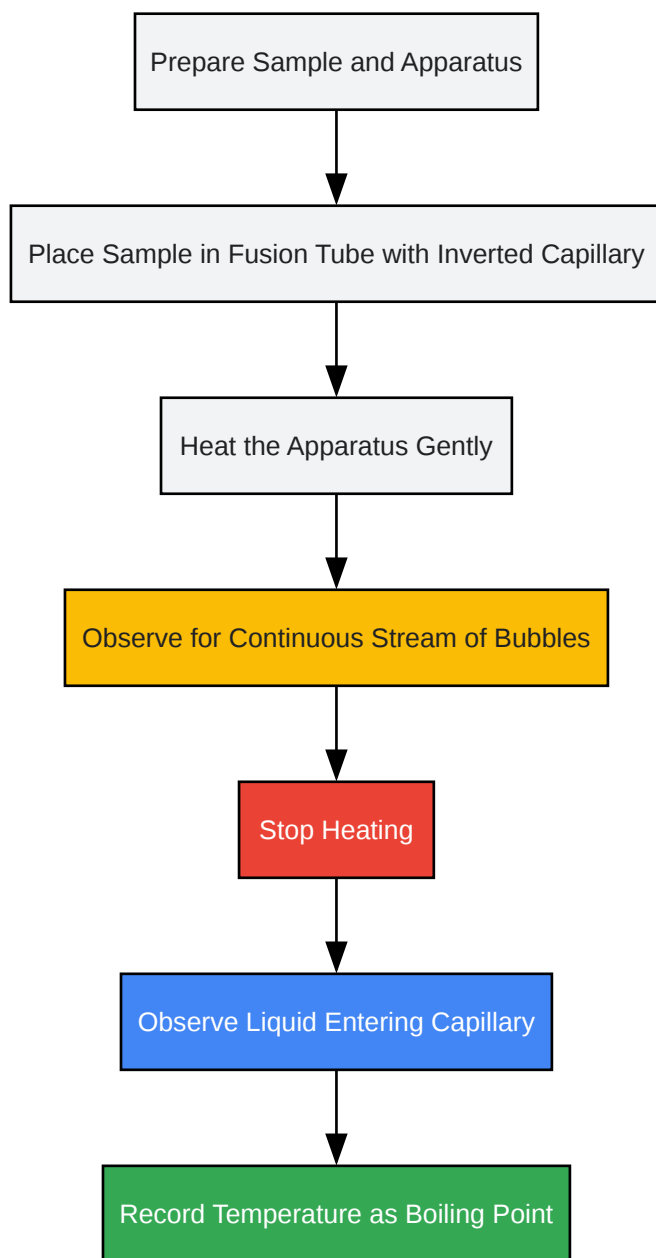 Prepare Sample and Apparatus
Place Sample in Fusion Tube with Inverted Capillary
Heat the Apparatus Gently
Observe for Continuous Stream of Bubbles
Stop Heating
Observe Liquid Entering Capillary
Record Temperature as Boiling Point